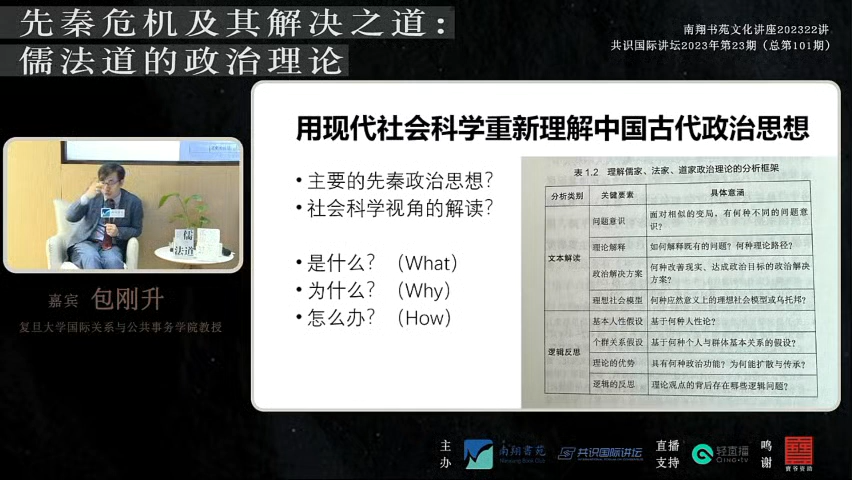 先秦危机及其解决之道：
儒法道的政治理论
南翔书苑文化讲座202322讲
共识国际讲坛2023年第23期（总第101期）
用现代社会科学重新理解中国古代政治思想
• 主要的先秦政治思想？
• 社会科学视角的解读？
• 是什么？（What）
• 为什么？（Why）
• 怎么办？（How）
表 1.2 理解儒家、法家、道家政治理论的分析框架
分析类别 关键要素 具体意涵
文本解读
问题意识 面对相似的变局，有何种不同的问题意
识？
理论解释 如何解释既有的问题？何种理论路径？
政治解决方案 何种改善现实、达成政治目标的政治解决
方案？
理想社会模型 何种应然意义上的理想社会模型或乌托邦？
逻辑反思
基本人性假设 基于何种人性论？
个群关系假设 基于何种个人与群体基本关系的假设？
理论的优势 具有何种政治功能？为何能扩散与传承？
逻辑的反思 理论观点的背后存在哪些逻辑问题？
儒
法道
嘉宾 包刚升
复旦大学国际关系与公共事务学院教授
主办
南翔書苑
共识国际讲坛
直播支持
轻直播
QING·TU
鸣谢